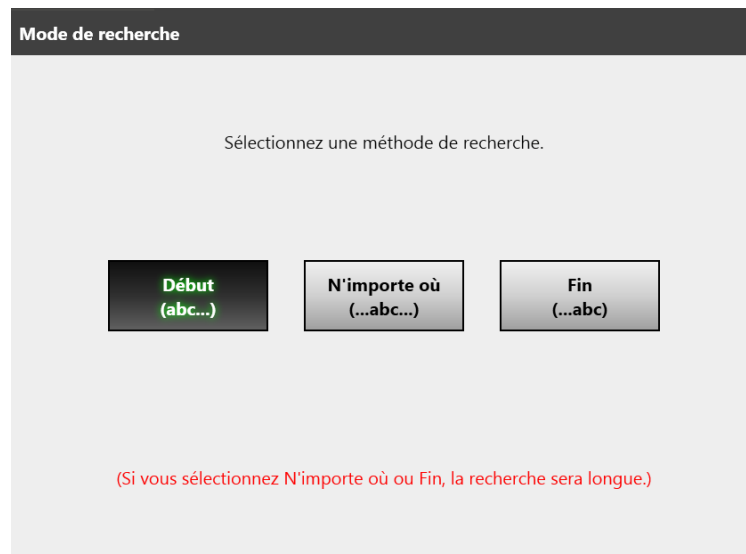 Mode de recherche
Sélectionnez une méthode de recherche.
Début
(abc...)
N'importe où
(...abc...)
Fin
(...abc)
(Si vous sélectionnez N'importe où ou Fin, la recherche sera longue.)